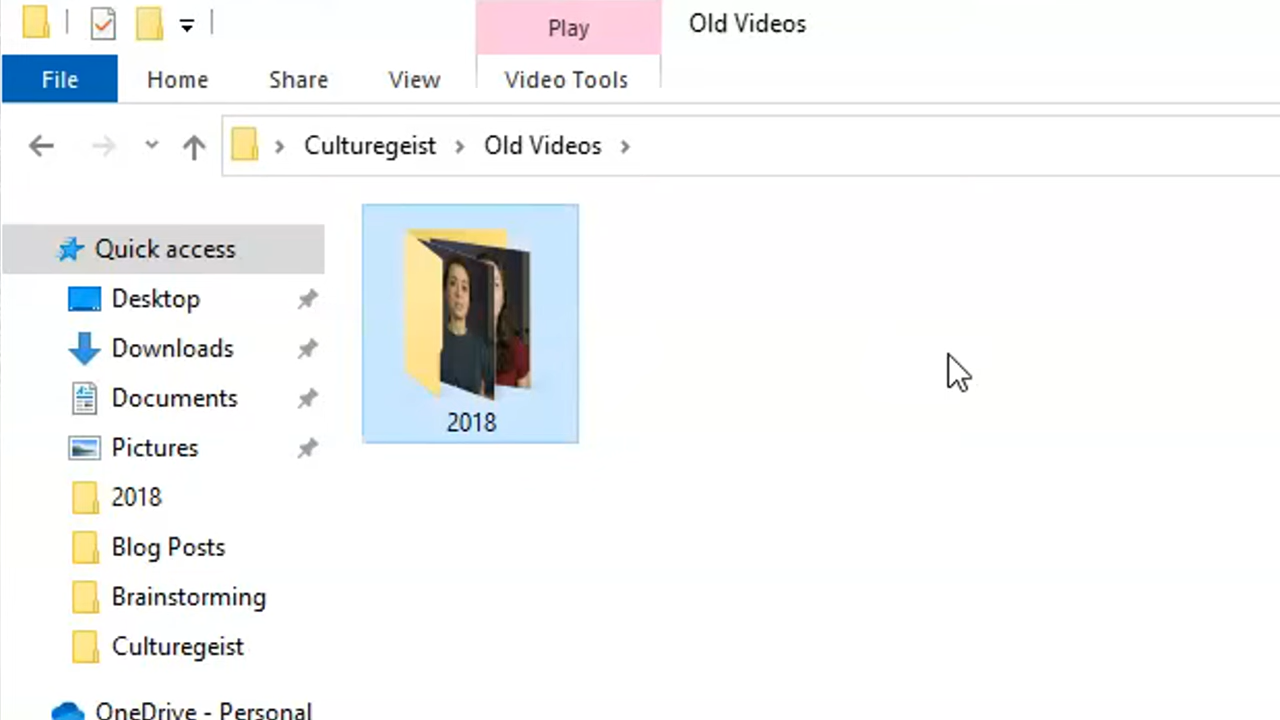 Play
Old Videos
File Home Share View Video Tools
Culturegeist Old Videos
Quick access
Desktop
Downloads
Documents
Pictures
2018
Blog Posts
Brainstorming
Culturegeist
OneDrive - Personal
2018